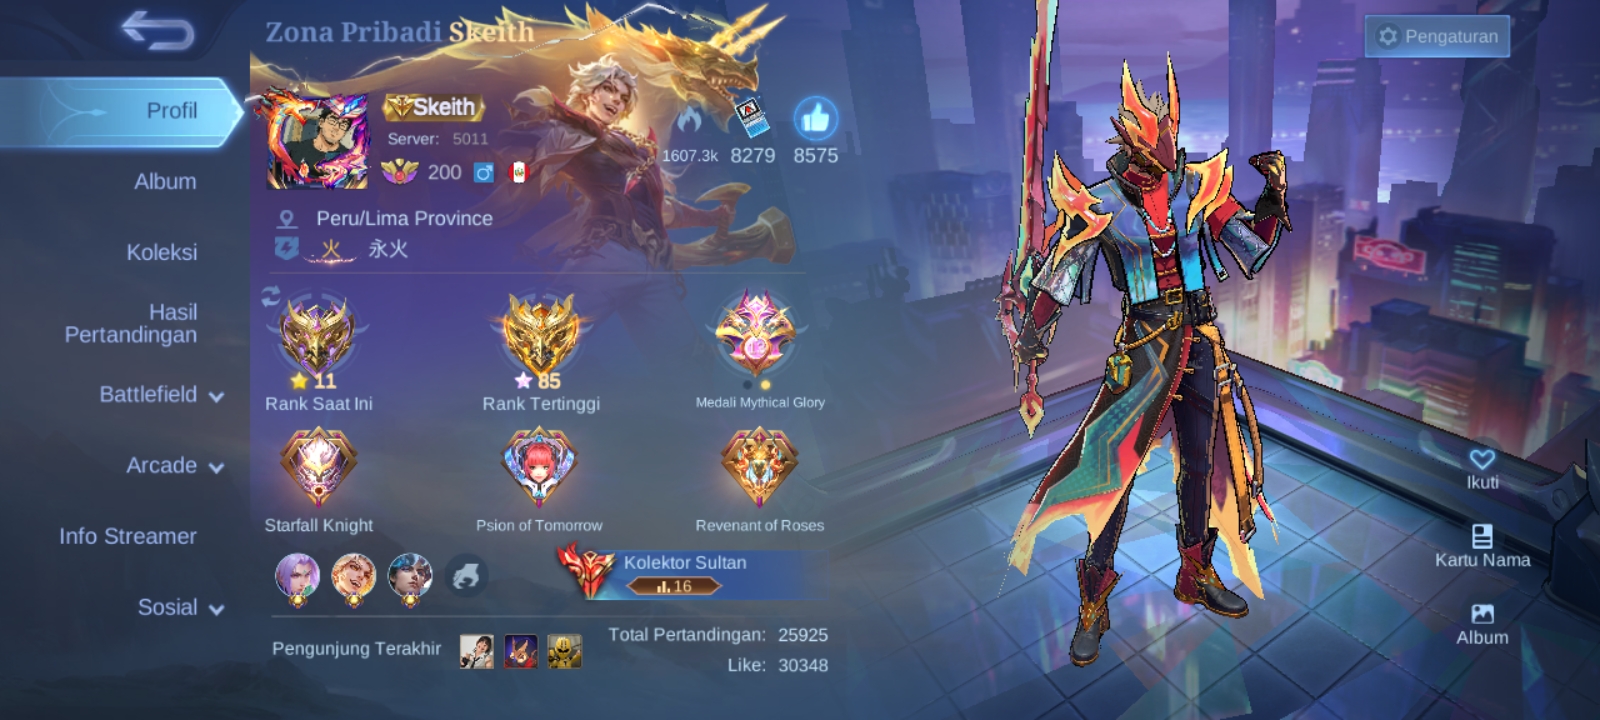 Zona Pribadi Skeith
Pengaturan
Profil
Album
Koleksi
Hasil
Pertandingan
Battlefield
Arcade
Info Streamer
Sosial
Skeith
Server: 5011
200
1607.3k
8279
8575
Peru/Lima Province
火 永火
11
85
Rank Saat Ini
Rank Tertinggi
Medali Mythical Glory
Starfall Knight
Psion of Tomorrow
Revenant of Roses
Kolektor Sultan
16
Pengunjung Terakhir
Total Pertandingan: 25925
Like: 30348
Ikuti
Kartu Nama
Album